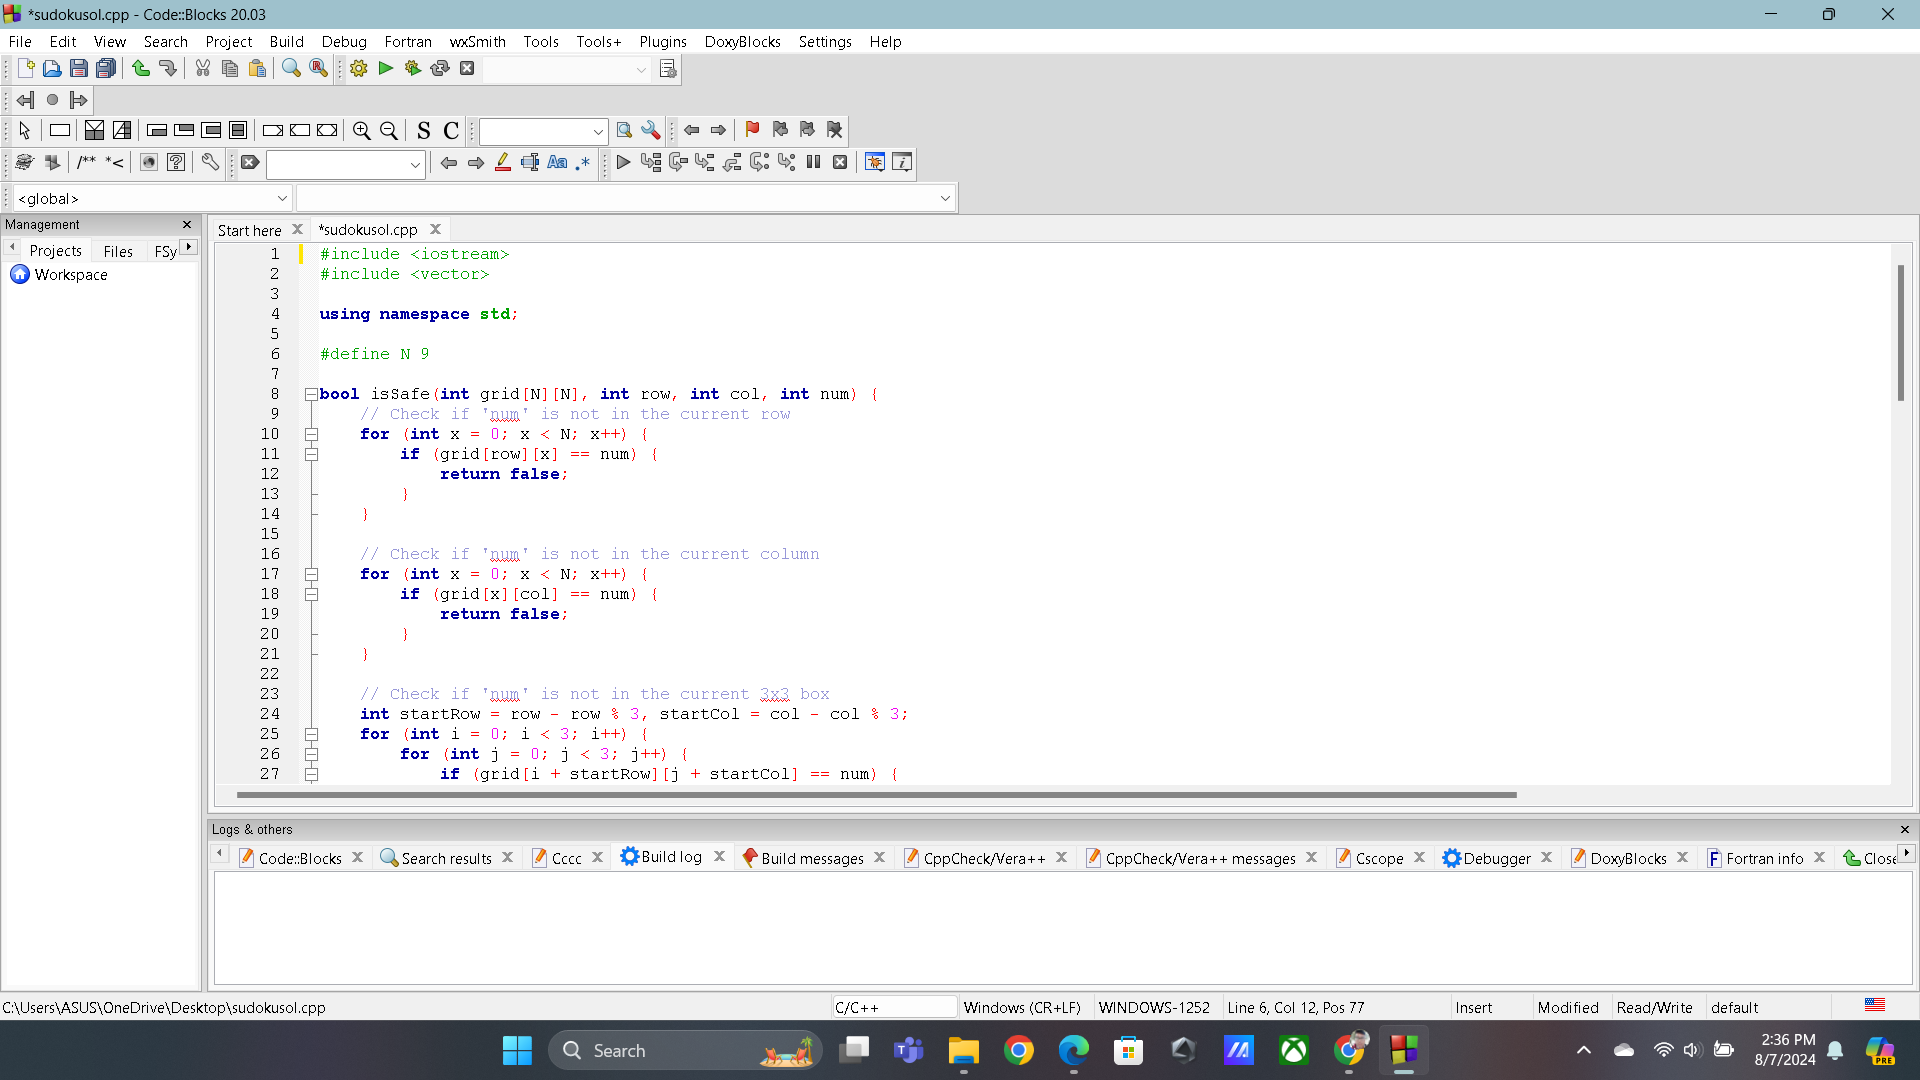 *sudokusol.cpp - Code::Blocks 20.03
File Edit View Search Project Build Debug Fortran wxSmith Tools Tools+ Plugins DoxyBlocks Settings Help
S C
/** *< ? Aa .* i
<global>
Management
Projects Files FSy
Workspace
Start here *sudokusol.cpp
1 #include <iostream>
2 #include <vector>
3
4 using namespace std;
5
6 #define N 9
7
8 bool isSafe(int grid[N][N], int row, int col, int num) {
9 // Check if 'num' is not in the current row
10 for (int x = 0; x < N; x++) {
11 if (grid[row][x] == num) {
12 return false;
13 }
14 }
15
16 // Check if 'num' is not in the current column
17 for (int x = 0; x < N; x++) {
18 if (grid[x][col] == num) {
19 return false;
20 }
21 }
22
23 // Check if 'num' is not in the current 3x3 box
24 int startRow = row - row % 3, startCol = col - col % 3;
25 for (int i = 0; i < 3; i++) {
26 for (int j = 0; j < 3; j++) {
27 if (grid[i + startRow][j + startCol] == num) {
Logs & others
Code::Blocks Search results Cccc Build log Build messages CppCheck/Vera++ CppCheck/Vera++ messages Cscope Debugger DoxyBlocks F Fortran info Close
C:\Users\ASUS\OneDrive\Desktop\sudokusol.cpp C/C++ Windows (CR+LF) WINDOWS-1252 Line 6, Col 12, Pos 77 Insert Modified Read/Write default
Search
2:36 PM
8/7/2024
PRE